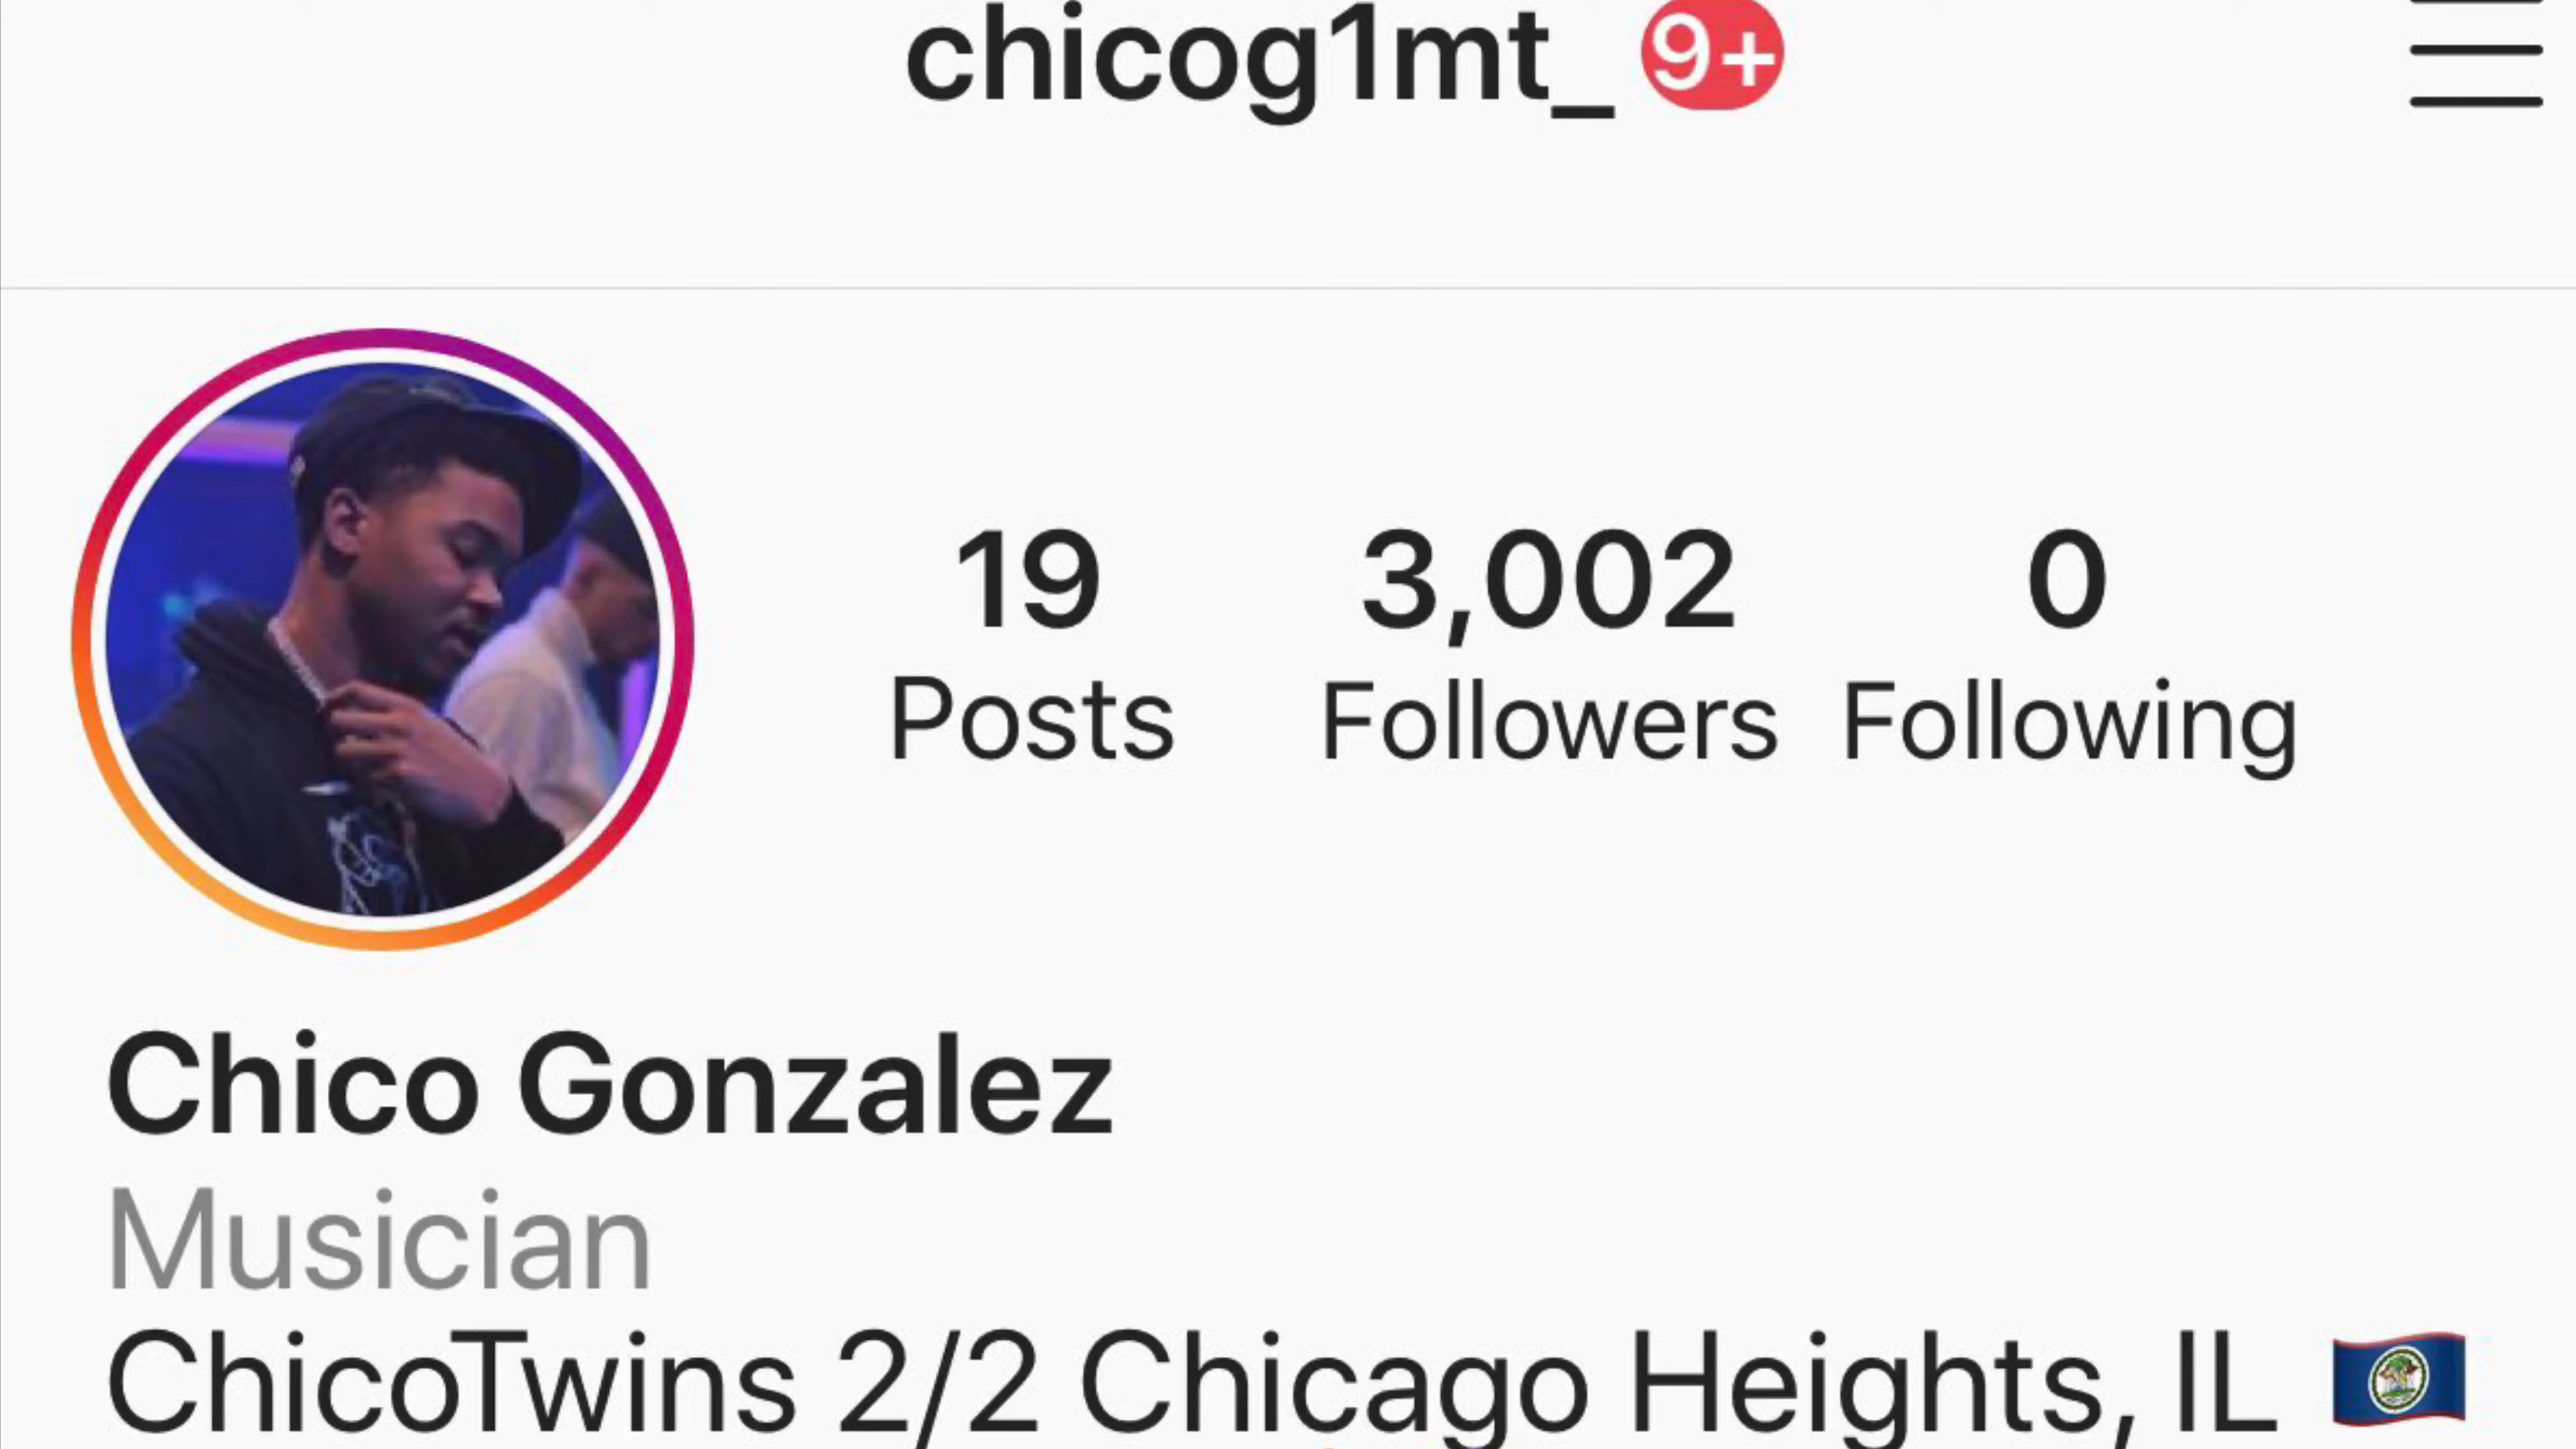 chicog1mt_ 9+
19 3,002 0
Posts Followers Following
Chico Gonzalez
Musician
ChicoTwins 2/2 Chicago Heights, IL 🇧🇿